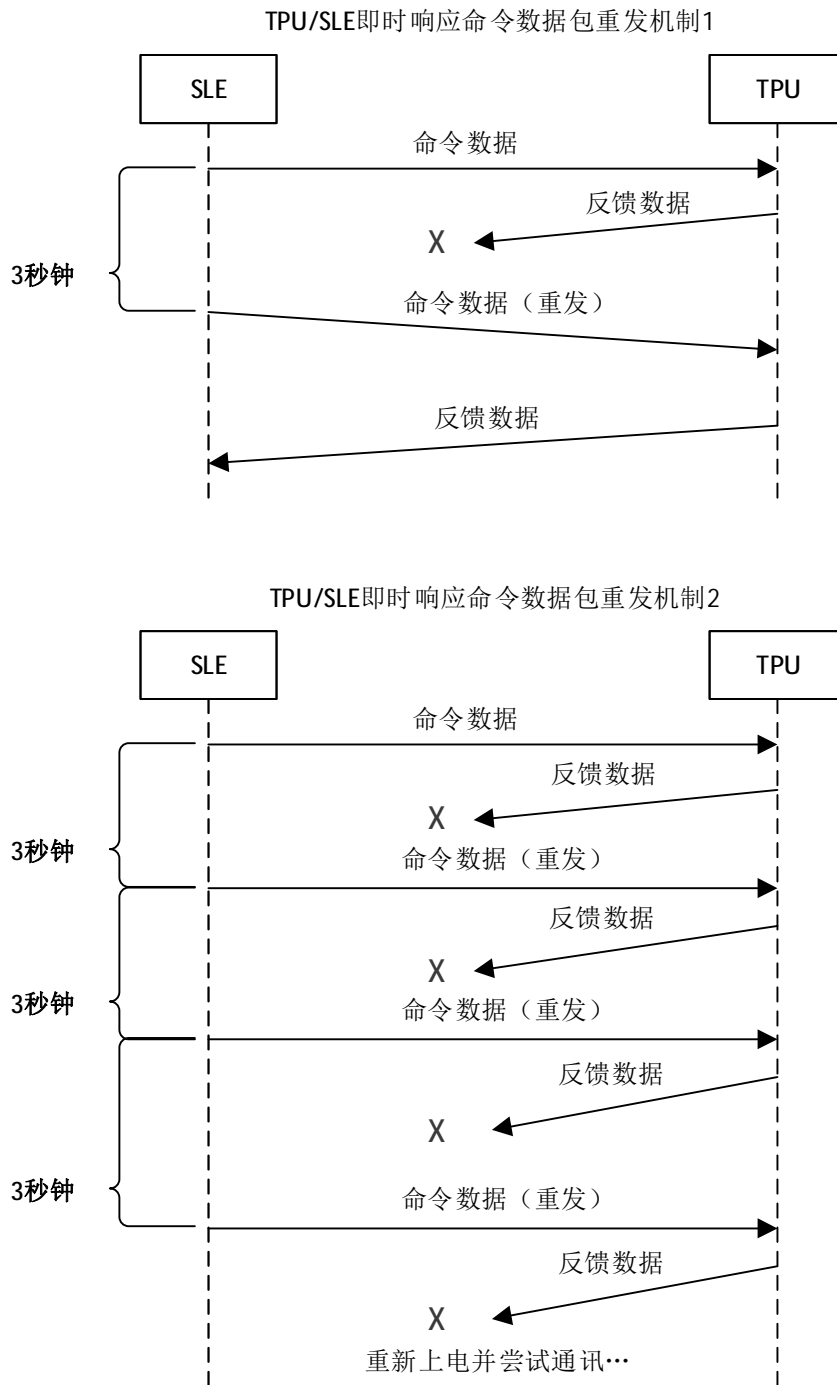 TPU/SLE即时响应命令数据包重发机制1
SLE
TPU
命令数据
反馈数据
X
3秒钟
命令数据（重发）
反馈数据
TPU/SLE即时响应命令数据包重发机制2
SLE
TPU
命令数据
反馈数据
X
3秒钟
命令数据（重发）
反馈数据
X
3秒钟
命令数据（重发）
反馈数据
X
3秒钟
命令数据（重发）
反馈数据
X
重新上电并尝试通讯…